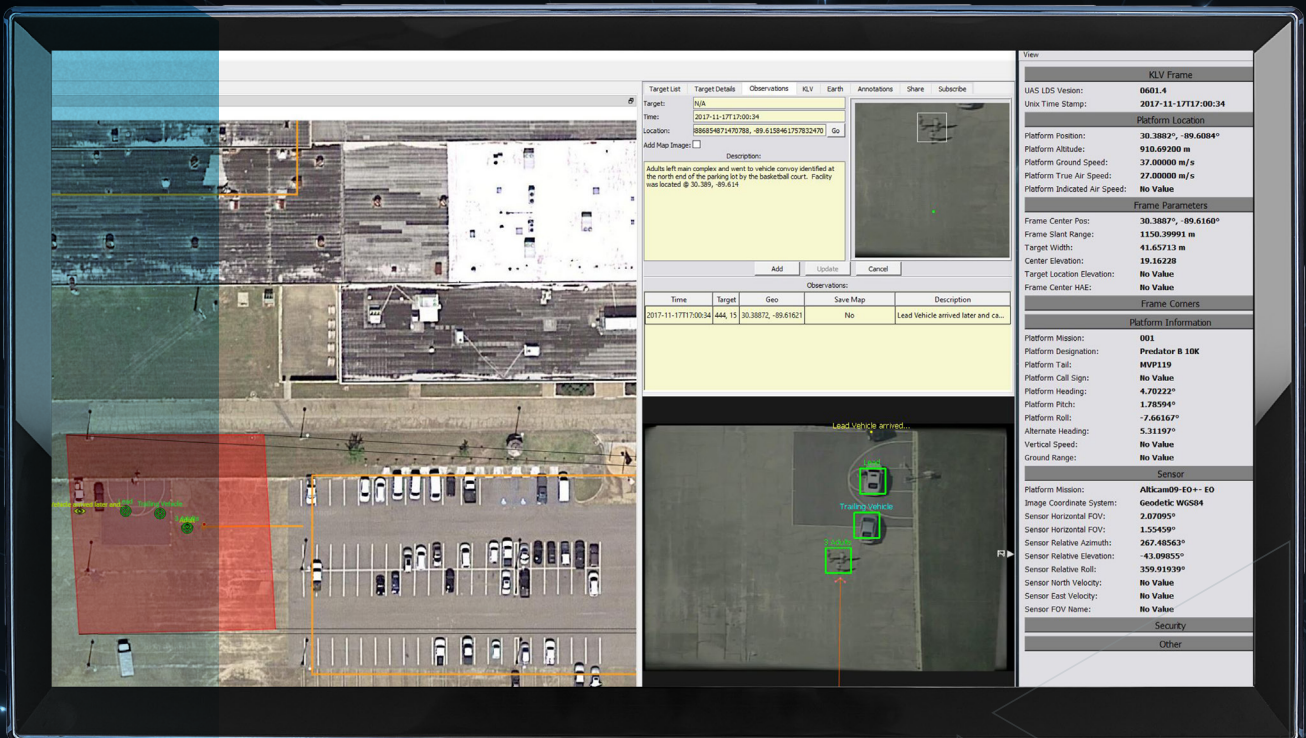 View
Target List Target Details Observations KLV Earth Annotations Share Subscribe
Target: N/A
Time: 2017-11-17T17:00:34
Location: 886854871470788, -89.6158461757832470 Go
Add Map Image:
Description:
Adults left main complex and went to vehicle convoy identified at
the north end of the parking lot by the basketball court. Facility
was located @ 30.389, -89.614
Add Update Cancel
Observations:
Time Target Geo Save Map Description
2017-11-17T17:00:34 444, 15 30.38872, -89.61621 No Lead Vehicle arrived later and ca...
Lead Vehicle arrived...
Lead
Trailing Vehicle
3 Adults
Lead
Trailing Vehicle
KLV Frame
UAS LDS Vesion: 0601.4
Unix Time Stamp: 2017-11-17T17:00:34
Platform Location
Platform Position: 30.3882°, -89.6084°
Platform Altitude: 910.69200 m
Platform Ground Speed: 37.00000 m/s
Platform True Air Speed: 27.00000 m/s
Platform Indicated Air Speed: No Value
Frame Parameters
Frame Center Pos: 30.3887°, -89.6160°
Frame Slant Range: 1150.39991 m
Target Width: 41.65713 m
Center Elevation: 19.16228
Target Location Elevation: No Value
Frame Center HAE: No Value
Frame Corners
Platform Information
Platform Mission: 001
Platform Designation: Predator B 10K
Platform Tail: MVP119
Platform Call Sign: No Value
Platform Heading: 4.70222°
Platform Pitch: 1.78594°
Platform Roll: -7.66167°
Alternate Heading: 5.31197°
Vertical Speed: No Value
Ground Range: No Value
Sensor
Platform Mission: Alticam09-EO+- EO
Image Coordinate System: Geodetic WGS84
Sensor Horizontal FOV: 2.07095°
Sensor Horizontal FOV: 1.55459°
Sensor Relative Azimuth: 267.48563°
Sensor Relative Elevation: -43.09855°
Sensor Relative Roll: 359.91939°
Sensor North Velocity: No Value
Sensor East Velocity: No Value
Sensor FOV Name: No Value
Security
Other